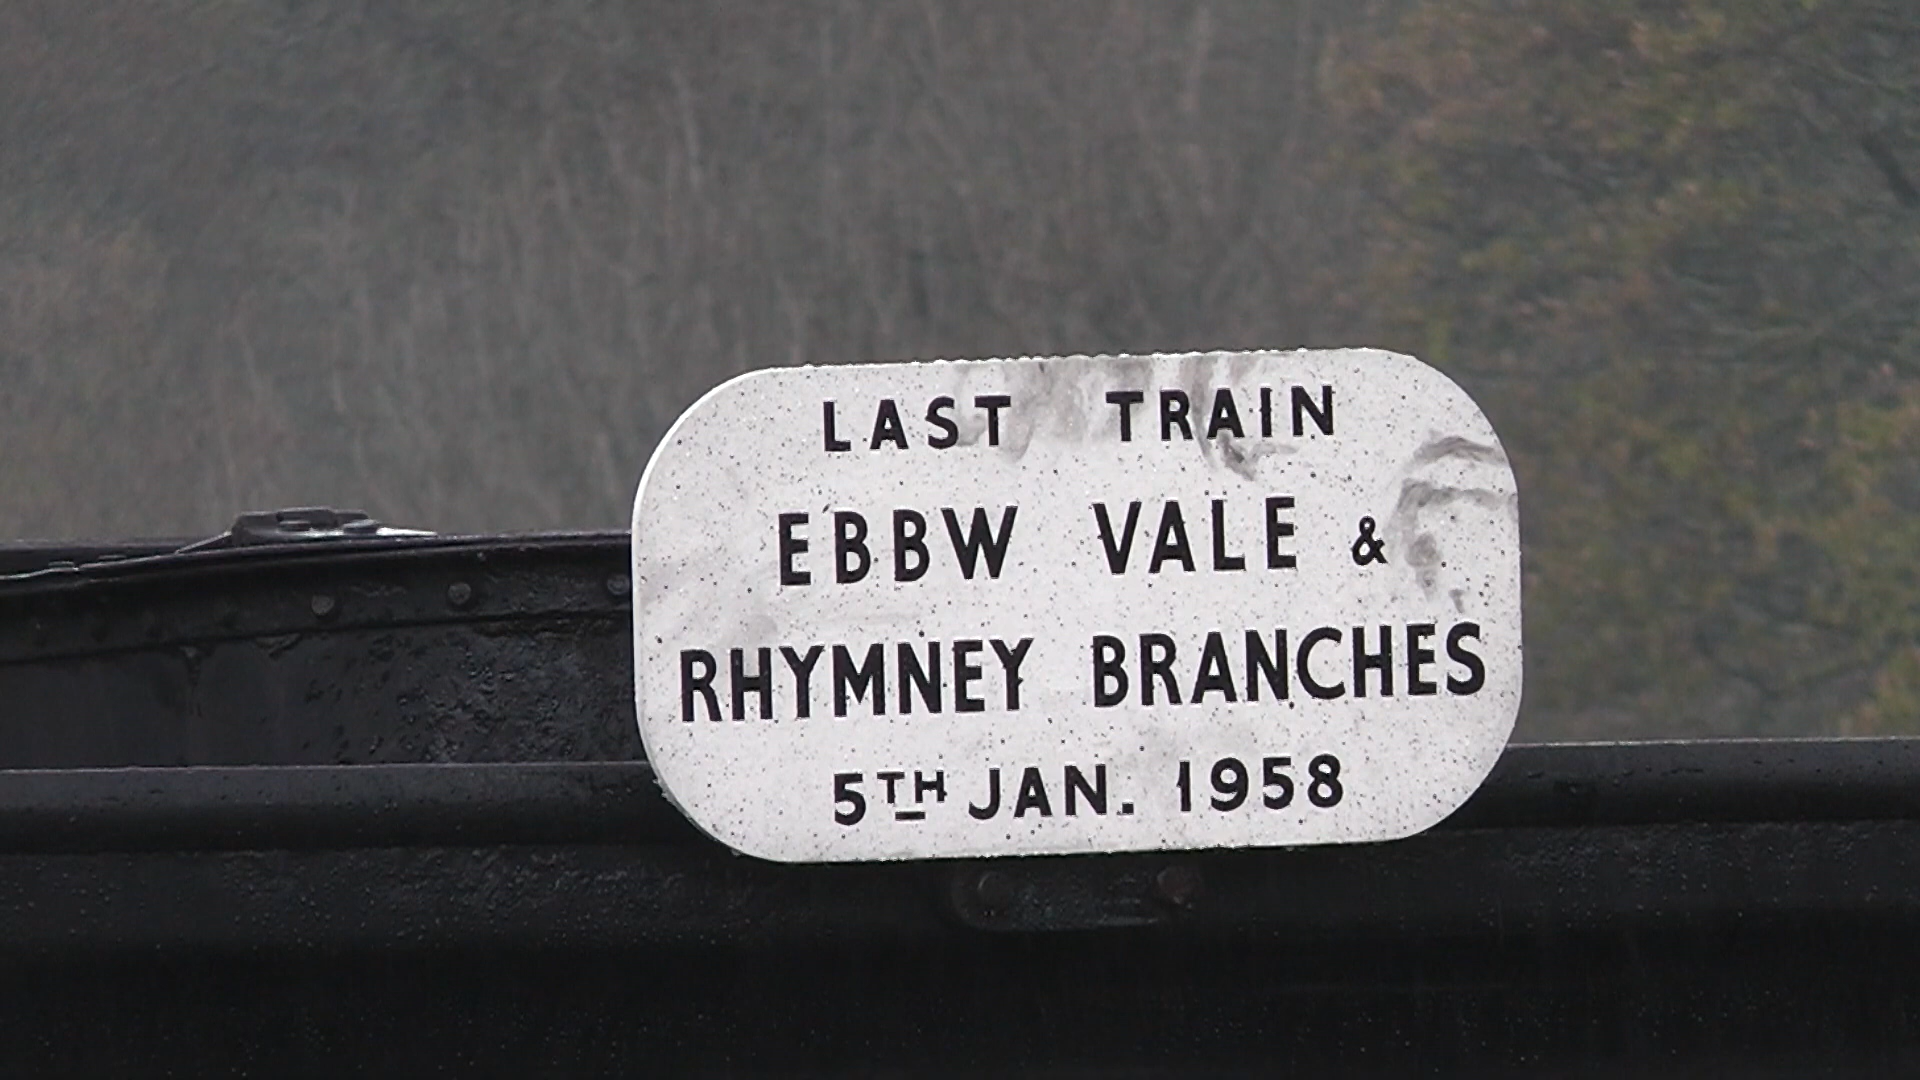 LAST TRAIN
EBBW VALE &
RHYMNEY BRANCHES
5TH JAN. 1958